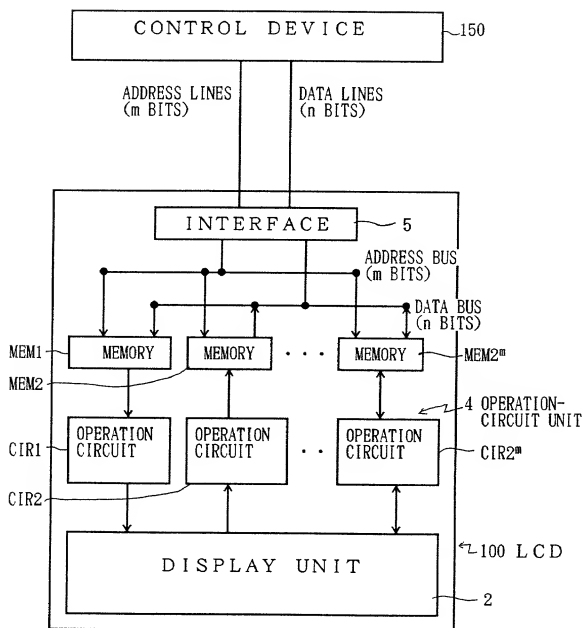 CONTROL DEVICE
150
ADDRESS LINES
(m BITS)
DATA LINES
(n BITS)
INTERFACE
5
ADDRESS BUS
(m BITS)
DATA BUS
(n BITS)
MEM1
MEMORY
MEMORY
· · ·
MEMORY
MEM2ᵐ
MEM2
4 OPERATION-
CIRCUIT UNIT
OPERATION
CIRCUIT
OPERATION
CIRCUIT
· · ·
OPERATION
CIRCUIT
CIR1
CIR2ᵐ
CIR2
DISPLAY UNIT
100 LCD
2